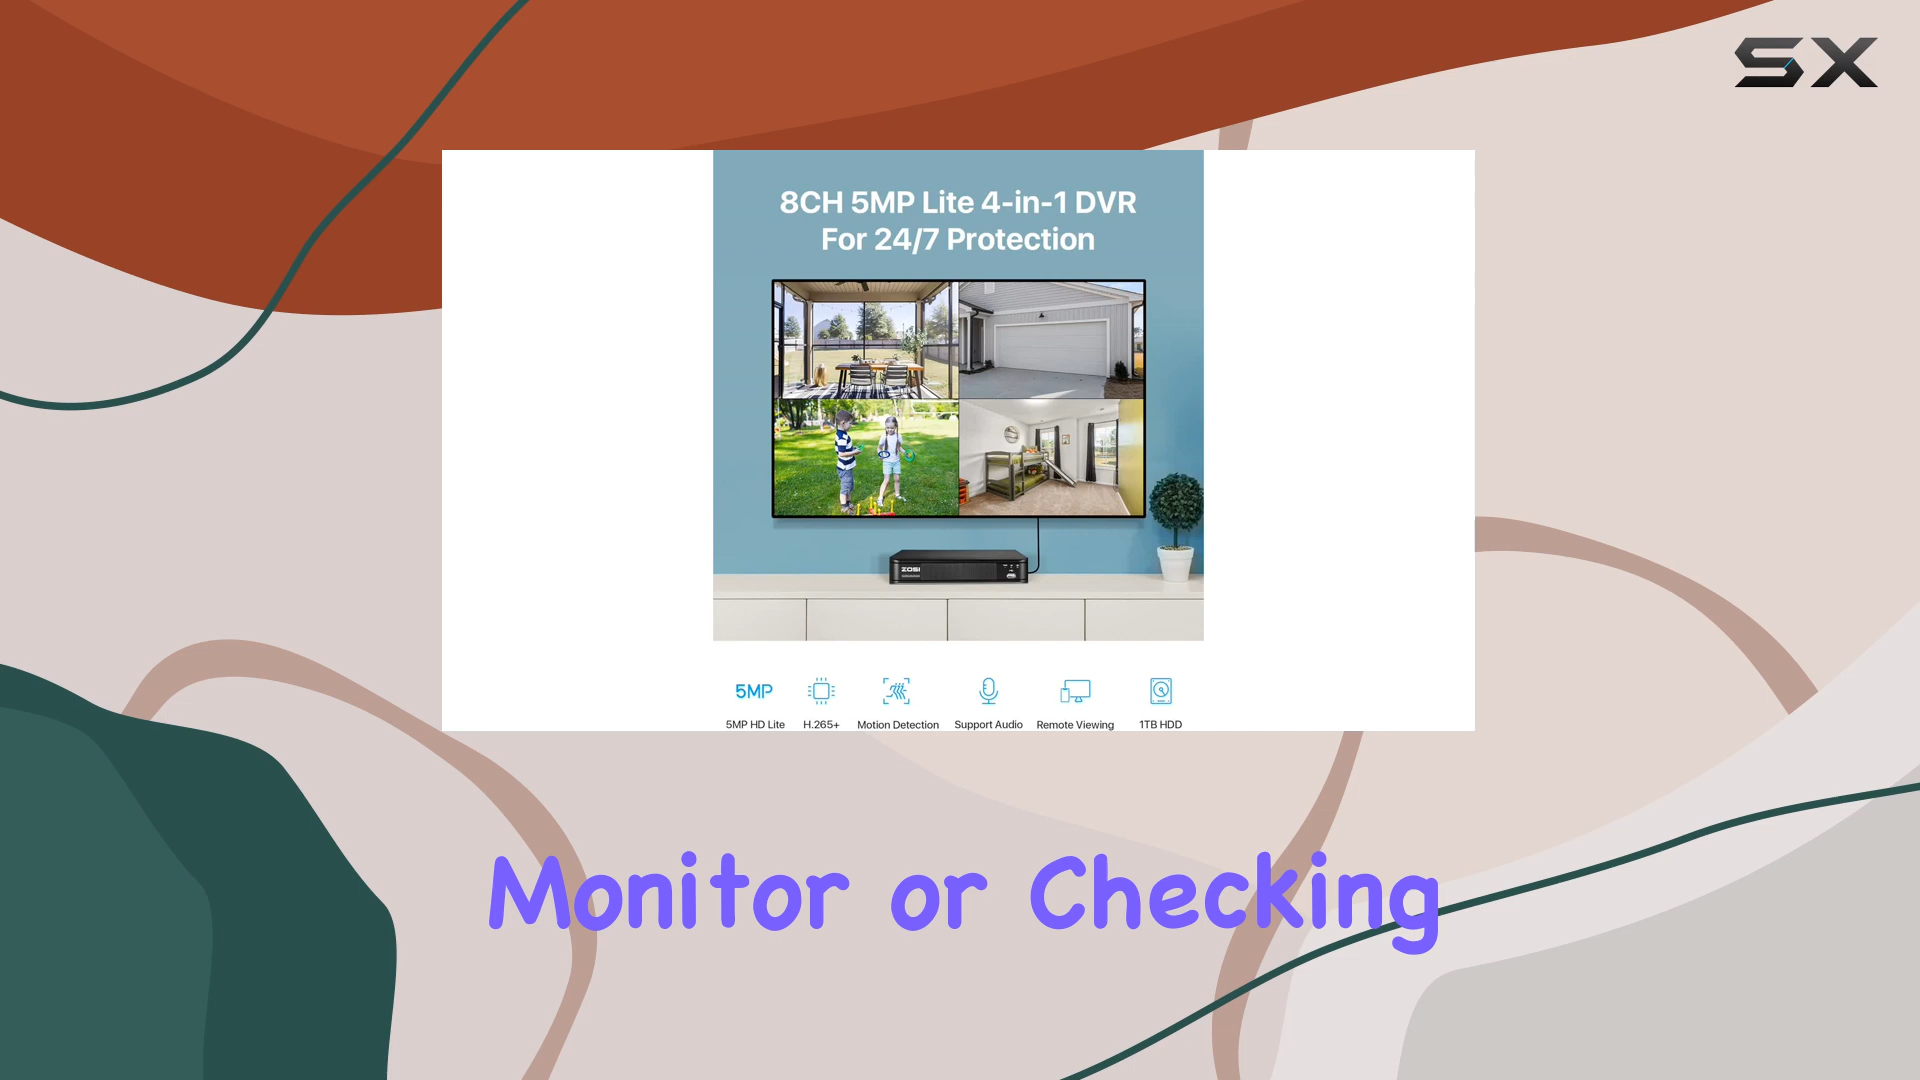 SX
8CH 5MP Lite 4-in-1 DVR
For 24/7 Protection
ZOSI
5MP
5MP HD Lite H.265+ Motion Detection Support Audio Remote Viewing 1TB HDD
Monitor or Checking